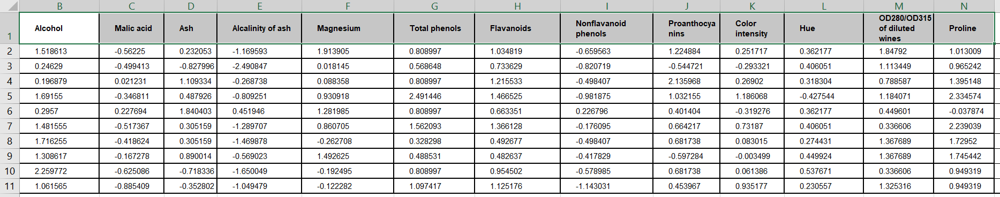 B C D E F G H I J K L M N
1 Alcohol Malic acid Ash Alcalinity of ash Magnesium Total phenols Flavanoids Nonflavanoid phenols Proanthocyanins Color intensity Hue OD280/OD315 of diluted wines Proline
2 1.518613 -0.56225 0.232053 -1.169593 1.913905 0.808997 1.034819 -0.659563 1.224884 0.251717 0.362177 1.84792 1.013009
3 0.24629 -0.499413 -0.827996 -2.490847 0.018145 0.568648 0.733629 -0.820719 -0.544721 -0.293321 0.406051 1.113449 0.965242
4 0.196879 0.021231 1.109334 -0.268738 0.088358 0.808997 1.215533 -0.498407 2.135968 0.26902 0.318304 0.788587 1.395148
5 1.69155 -0.346811 0.487926 -0.809251 0.930918 2.491446 1.466525 -0.981875 1.032155 1.186068 -0.427544 1.184071 2.334574
6 0.2957 0.227694 1.840403 0.451946 1.281985 0.808997 0.663351 0.226796 0.401404 -0.319276 0.362177 0.449601 -0.037874
7 1.481555 -0.517367 0.305159 -1.289707 0.860705 1.562093 1.366128 -0.176095 0.664217 0.73187 0.406051 0.336606 2.239039
8 1.716255 -0.418624 0.305159 -1.469878 -0.262708 0.328298 0.492677 -0.498407 0.681738 0.083015 0.274431 1.367689 1.72952
9 1.308617 -0.167278 0.890014 -0.569023 1.492625 0.488531 0.482637 -0.417829 -0.597284 -0.003499 0.449924 1.367689 1.745442
10 2.259772 -0.625086 -0.718336 -1.650049 -0.192495 0.808997 0.954502 -0.578985 0.681738 0.061386 0.537671 0.336606 0.949319
11 1.061565 -0.885409 -0.352802 -1.049479 -0.122282 1.097417 1.125176 -1.143031 0.453967 0.935177 0.230557 1.325316 0.949319